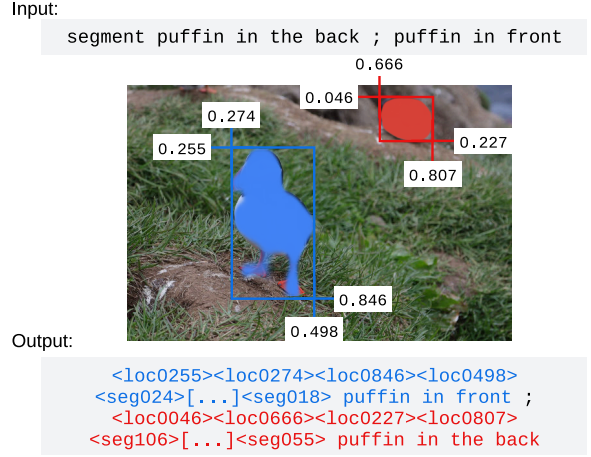 Input:
segment puffin in the back ; puffin in front
0.666
0.046
0.274
0.255
0.227
0.807
0.846
0.498
Output:
<loc0255><loc0274><loc0846><loc0498>
<seg024>[...]<seg018> puffin in front ;
<loc0046><loc0666><loc0227><loc0807>
<seg106>[...]<seg055> puffin in the back